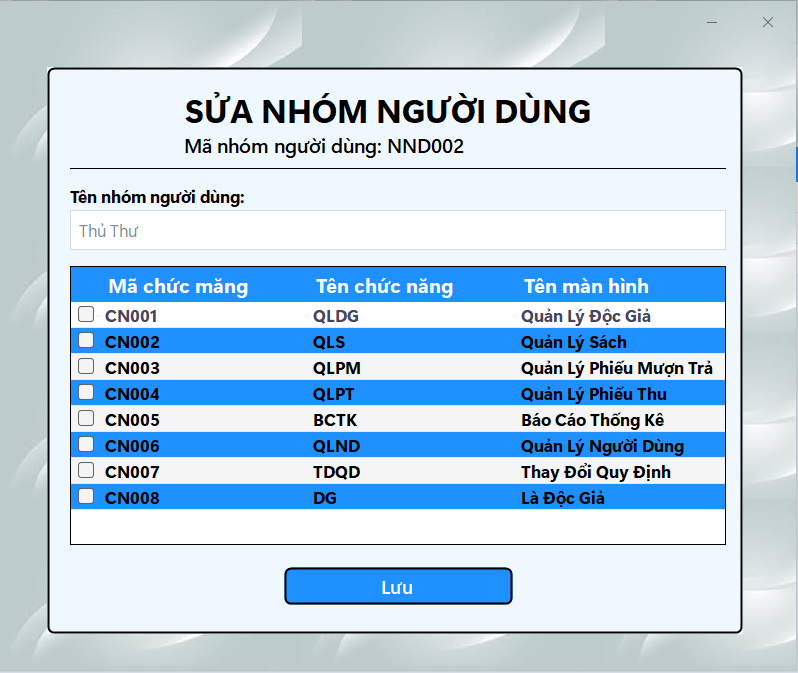 SỬA NHÓM NGƯỜI DÙNG
Mã nhóm người dùng: NND002
Tên nhóm người dùng:
Thủ Thư
Mã chức măng Tên chức năng Tên màn hình
CN001 QLDG Quản Lý Độc Giả
CN002 QLS Quản Lý Sách
CN003 QLPM Quản Lý Phiếu Mượn Trả
CN004 QLPT Quản Lý Phiếu Thu
CN005 BCTK Báo Cáo Thống Kê
CN006 QLND Quản Lý Người Dùng
CN007 TDQD Thay Đổi Quy Định
CN008 DG Là Độc Giả
Lưu